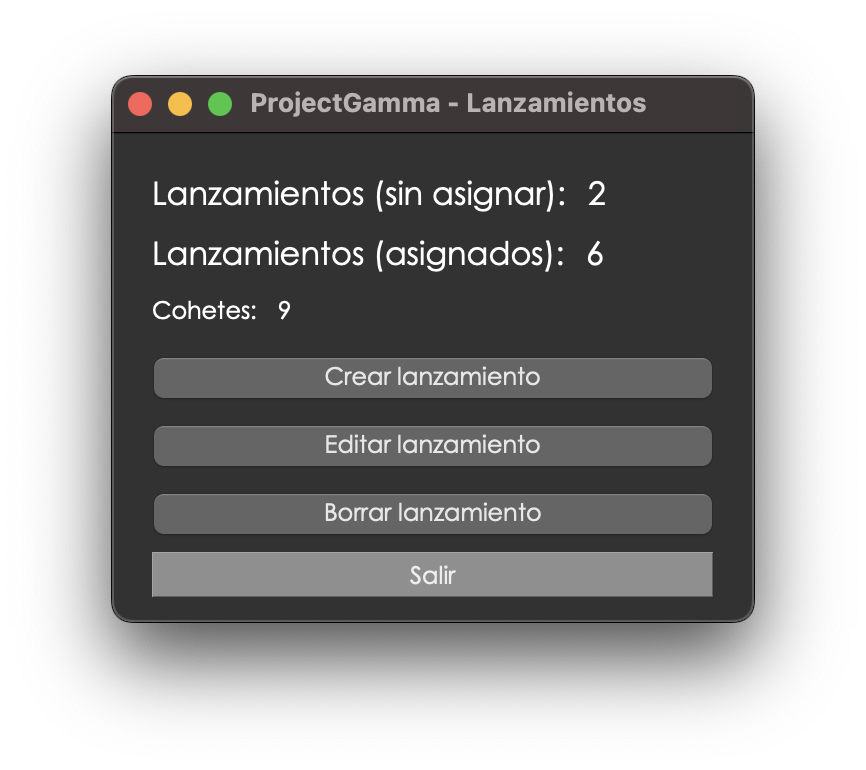 ProjectGamma - Lanzamientos
Lanzamientos (sin asignar): 2
Lanzamientos (asignados): 6
Cohetes: 9
Crear lanzamiento
Editar lanzamiento
Borrar lanzamiento
Salir